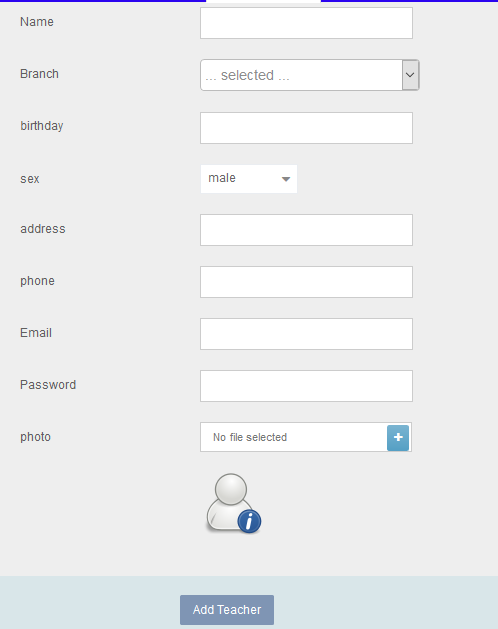 Name
Branch ... selected ...
birthday
sex male
address
phone
Email
Password
photo No file selected +
i
Add Teacher